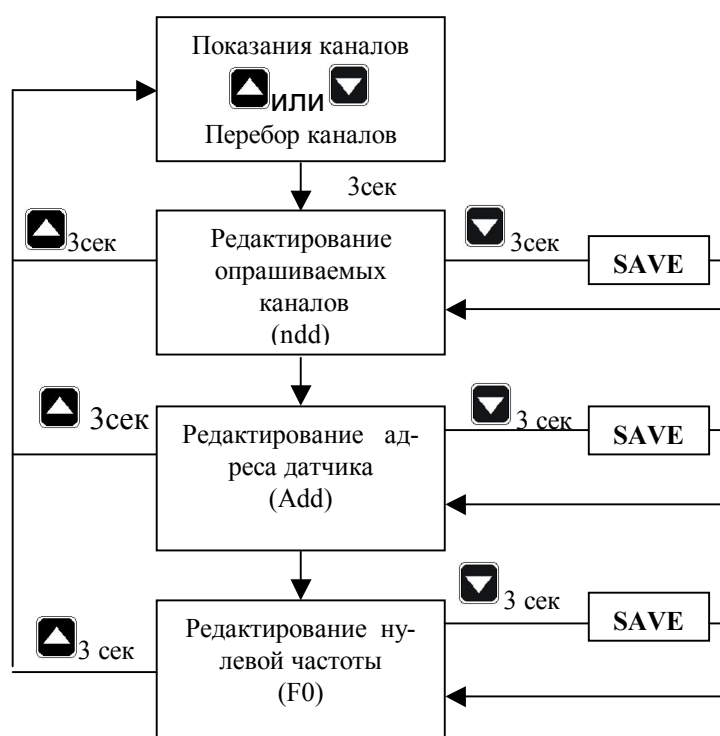 Показания каналов
или
Перебор каналов
3сек
3сек
Редактирование
опрашиваемых
каналов
(ndd)
3сек
SAVE
3сек
Редактирование ад-
реса датчика
(Add)
3 сек
SAVE
3 сек
Редактирование ну-
левой частоты
(F0)
3 сек
SAVE